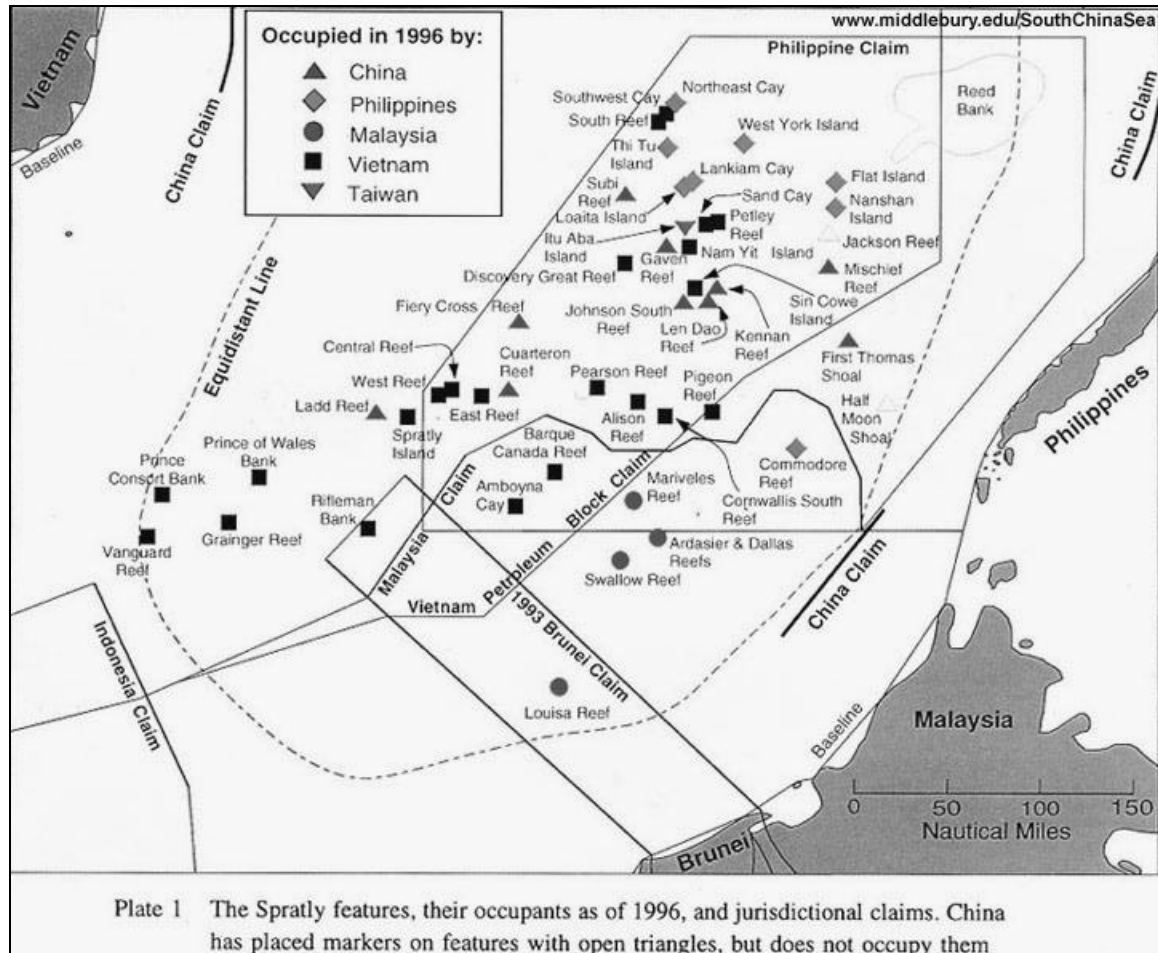 www.middlebury.edu/SouthChinaSea
Occupied in 1996 by:
China
Philippines
Malaysia
Vietnam
Taiwan
Vietnam
Baseline
China Claim
Equidistant Line
Philippine Claim
Reed
Bank
China Claim
Southwest Cay
Northeast Cay
South Reef
West York Island
Thi Tu
Island
Lankiam Cay
Flat Island
Subi
Reef
Sand Cay
Nanshan
Island
Loaita Island
Petley
Reef
Itu Aba
Island
Jackson Reef
Gaven
Reef
Nam Yit Island
Mischief
Reef
Discovery Great Reef
Fiery Cross Reef
Johnson South
Reef
Sin Cowe
Island
Len Dao
Reef
Kennan
Reef
First Thomas
Shoal
Central Reef
Cuarteron
Reef
Pearson Reef
Pigeon
Reef
West Reef
Ladd Reef
East Reef
Alison
Reef
Half
Moon
Shoal
Philippines
Spratly
Island
Barque
Canada Reef
Prince of Wales
Bank
Prince
Consort Bank
Commodore
Reef
Mariveles
Reef
Amboyna
Cay
Rifleman
Bank
Cornwallis South
Reef
Grainger Reef
Vanguard
Reef
Ardasier & Dallas
Reefs
Swallow Reef
Malaysia Claim
Vietnam Petrpleum Block Claim
1993 Brunei Claim
China Claim
Indonesia Claim
Louisa Reef
Baseline
Malaysia
0 50 100 150
Nautical Miles
Brunei
Plate 1 The Spratly features, their occupants as of 1996, and jurisdictional claims. China
has placed markers on features with open triangles, but does not occupy them